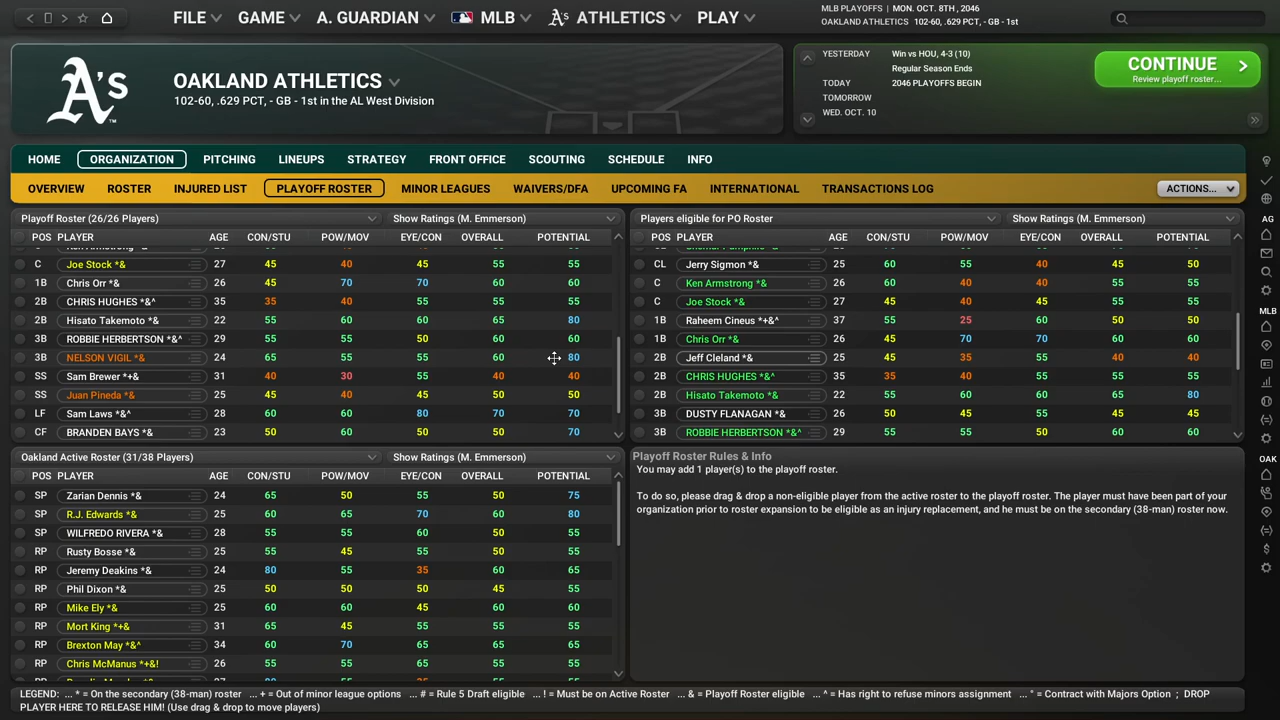 FILE GAME A. GUARDIAN MLB ATHLETICS PLAY
MLB PLAYOFFS | MON. OCT. 8TH, 2046
OAKLAND ATHLETICS 102-60, .629 PCT, - GB - 1st
A's
OAKLAND ATHLETICS
102-60, .629 PCT, - GB - 1st in the AL West Division
YESTERDAY Win vs HOU, 4-3 (10)
Regular Season Ends
TODAY 2046 PLAYOFFS BEGIN
TOMORROW
WED. OCT. 10
CONTINUE
Review playoff roster...
HOME ORGANIZATION PITCHING LINEUPS STRATEGY FRONT OFFICE SCOUTING SCHEDULE INFO
OVERVIEW ROSTER INJURED LIST PLAYOFF ROSTER MINOR LEAGUES WAIVERS/DFA UPCOMING FA INTERNATIONAL TRANSACTIONS LOG ACTIONS...
Playoff Roster (26/26 Players) Show Ratings (M. Emmerson)
POS PLAYER AGE CON/STU POW/MOV EYE/CON OVERALL POTENTIAL
C Joe Stock *& 27 45 40 45 55 55
1B Chris Orr *& 26 45 70 70 60 60
2B CHRIS HUGHES *&^ 35 35 40 55 55 55
2B Hisato Takemoto *& 22 55 60 60 65 80
3B ROBBIE HERBERTSON *&^ 29 55 55 50 60 60
3B NELSON VIGIL *& 24 65 55 55 60 80
SS Sam Brewer *+& 31 40 30 55 40 40
SS Juan Pineda *& 25 45 40 45 50 50
LF Sam Laws *&^ 28 60 60 80 70 70
CF BRANDEN BAYS *& 23 50 60 50 50 70
Players eligible for PO Roster Show Ratings (M. Emmerson)
POS PLAYER AGE CON/STU POW/MOV EYE/CON OVERALL POTENTIAL
CL Jerry Sigmon *& 25 60 55 40 45 50
C Ken Armstrong *& 26 60 40 40 55 55
C Joe Stock *& 27 45 40 45 55 55
1B Raheem Cineus *+&^ 37 55 25 60 50 50
1B Chris Orr *& 26 45 70 70 60 60
2B Jeff Cleland *& 25 45 35 55 40 40
2B CHRIS HUGHES *&^ 35 35 40 55 55 55
2B Hisato Takemoto *& 22 55 60 60 65 80
3B DUSTY FLANAGAN *& 26 50 45 55 45 45
3B ROBBIE HERBERTSON *&^ 29 55 55 50 60 60
Oakland Active Roster (31/38 Players) Show Ratings (M. Emmerson)
POS PLAYER AGE CON/STU POW/MOV EYE/CON OVERALL POTENTIAL
SP Zarian Dennis *& 24 65 50 55 50 75
SP R.J. Edwards *& 25 60 65 70 60 80
SP WILFREDO RIVERA *& 28 55 55 60 50 55
RP Rusty Bosse *& 25 55 45 55 50 55
RP Jeremy Deakins *& 24 80 55 35 60 65
RP Phil Dixon *& 25 50 50 50 45 55
RP Mike Ely *& 25 60 60 45 60 60
RP Mort King *+& 31 65 45 65 55 55
RP Brexton May *&^ 34 60 70 65 65 65
RP Chris McManus *+&! 26 55 55 65 55 55
Playoff Roster Rules & Info
You may add 1 player(s) to the playoff roster.
To do so, please drag & drop a non-eligible player from the active roster to the playoff roster. The player must have been part of your
organization prior to roster expansion to be eligible as an injury replacement, and he must be on the secondary (38-man) roster now.
AG
MLB
OAK
LEGEND: ... * = On the secondary (38-man) roster ... + = Out of minor league options ... # = Rule 5 Draft eligible ... ! = Must be on Active Roster ... & = Playoff Roster eligible ... ^ = Has right to refuse minors assignment ... ° = Contract with Majors Option ; DROP
PLAYER HERE TO RELEASE HIM! (Use drag & drop to move players)